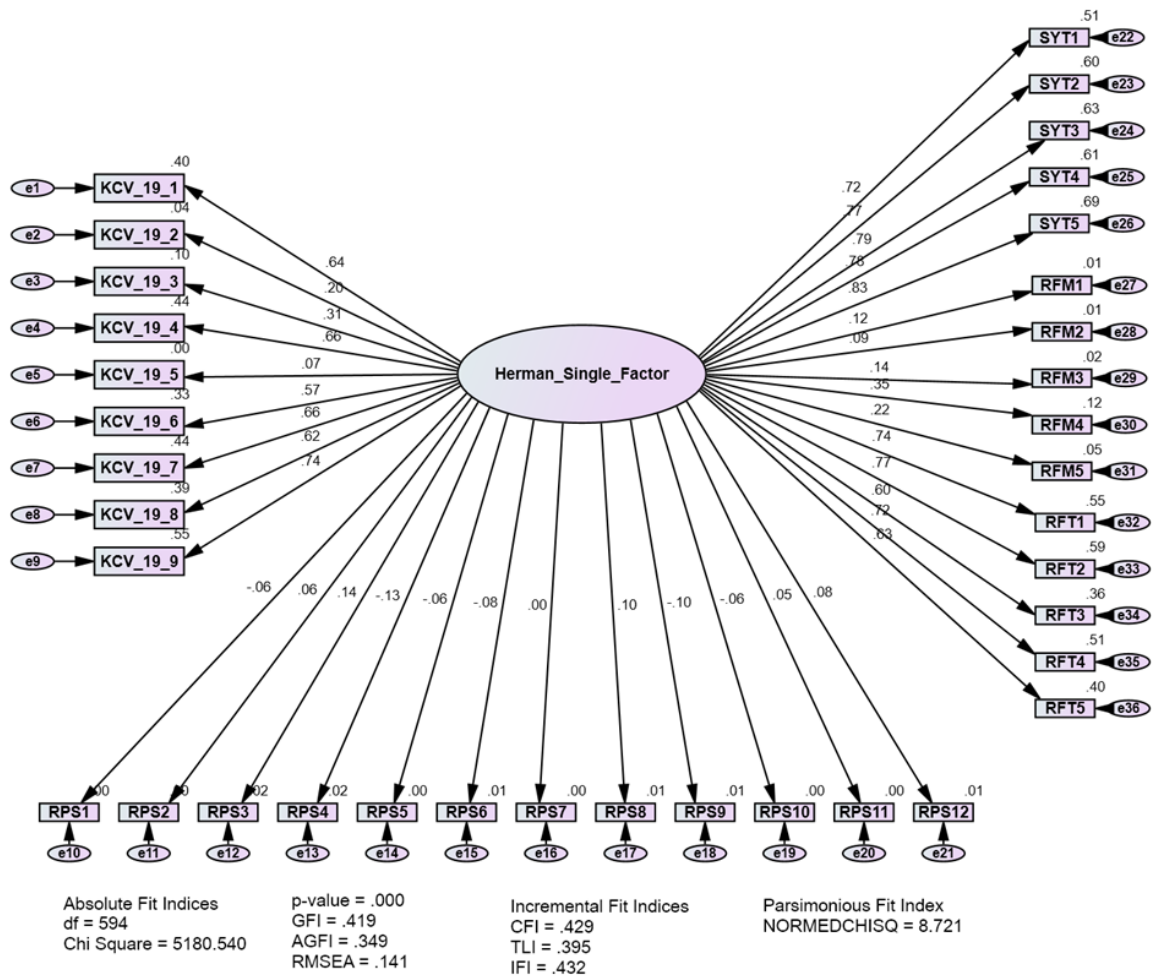 .51
SYT1
e22
.60
SYT2
e23
.63
SYT3
e24
.61
SYT4
e25
.69
SYT5
e26
.01
RFM1
e27
.01
RFM2
e28
.02
RFM3
e29
.12
RFM4
e30
.05
RFM5
e31
.55
RFT1
e32
.59
RFT2
e33
.36
RFT3
e34
.51
RFT4
e35
.40
RFT5
e36
.72
.77
.79
.78
.83
.12
.09
.14
.35
.22
.74
.77
.60
.72
.63
.40
e1
KCV_19_1
.04
e2
KCV_19_2
.10
e3
KCV_19_3
.44
e4
KCV_19_4
.00
e5
KCV_19_5
.33
e6
KCV_19_6
.44
e7
KCV_19_7
.39
e8
KCV_19_8
.55
e9
KCV_19_9
.64
.20
.31
.66
.07
.57
.66
.62
.74
Herman_Single_Factor
-.06
.06
.14
-.13
-.06
-.08
.00
.10
-.10
-.06
.05
.08
RPS1
.00
RPS2
RPS3
.02
RPS4
.02
RPS5
.00
RPS6
.01
RPS7
.00
RPS8
.01
RPS9
.01
RPS10
.00
RPS11
.00
RPS12
.01
e10
e11
e12
e13
e14
e15
e16
e17
e18
e19
e20
e21
Absolute Fit Indices
df = 594
Chi Square = 5180.540
p-value = .000
GFI = .419
AGFI = .349
RMSEA = .141
Incremental Fit Indices
CFI = .429
TLI = .395
IFI = .432
Parsimonious Fit Index
NORMEDCHISQ = 8.721